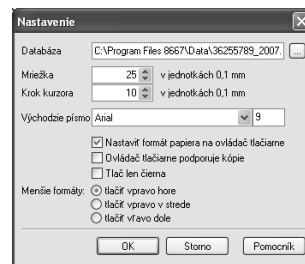 Nastavenie
Databáza C:\Program Files 8667\Data\36255789_2007. ...
Mriežka 25 v jednotkách 0,1 mm
Krok kurzora 10 v jednotkách 0,1 mm
Východzie písmo Arial 9
Nastaviť formát papiera na ovládač tlačiarne
Ovládač tlačiarne podporuje kópie
Tlač len čierna
Menšie formáty: tlačiť vpravo hore
tlačiť vpravo v strede
tlačiť vľavo dole
OK Storno Pomocník